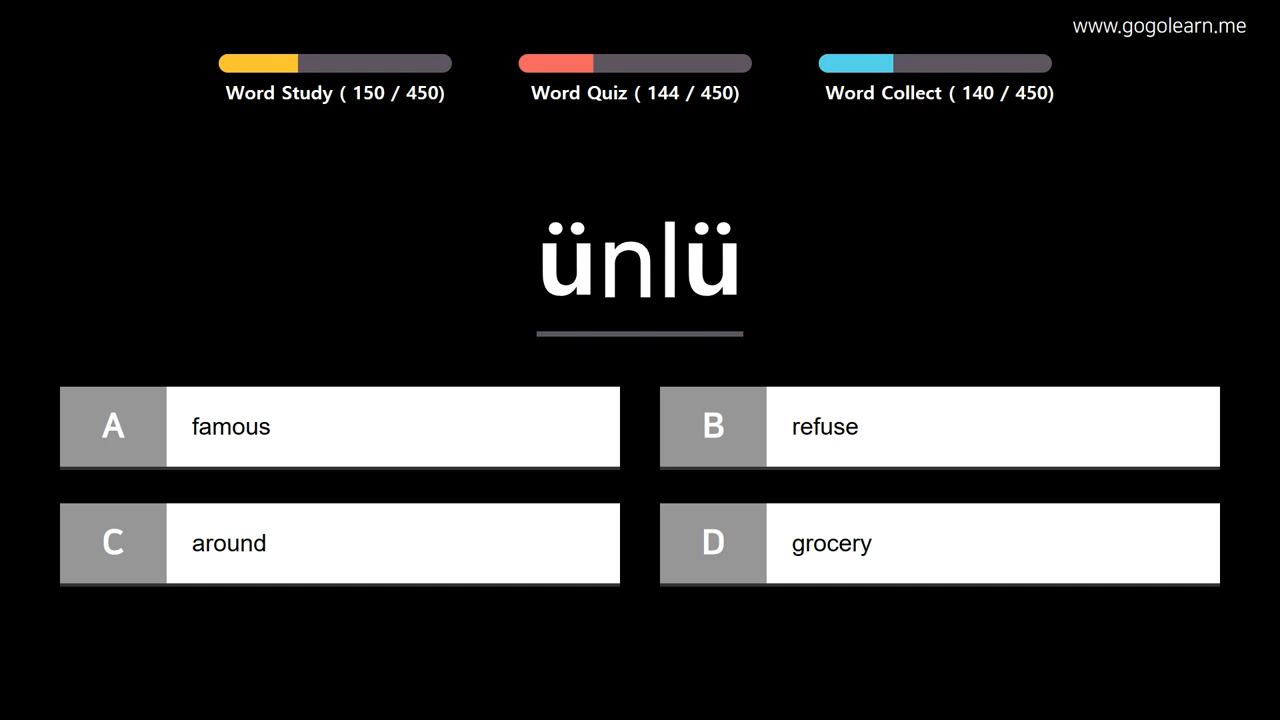 www.gogolearn.me
Word Study ( 150 / 450)
Word Quiz ( 144 / 450)
Word Collect ( 140 / 450)
ünlü
A famous
B refuse
C around
D grocery